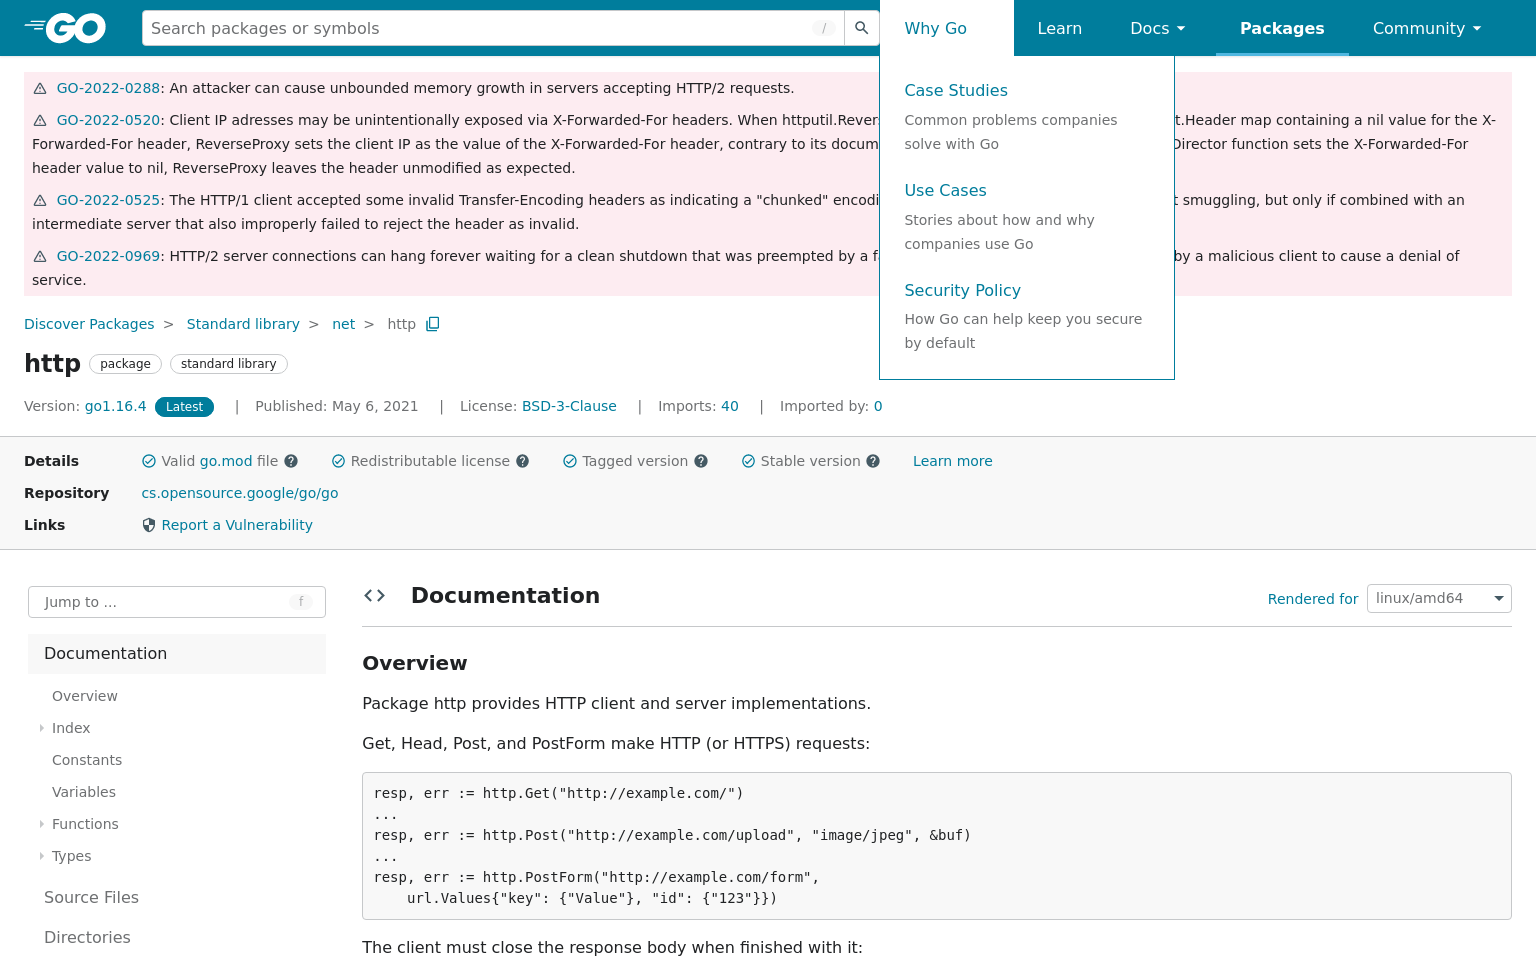 GO
Search packages or symbols
/
Why Go
Learn
Docs
Packages
Community
Case Studies
Common problems companies
solve with Go
Use Cases
Stories about how and why
companies use Go
Security Policy
How Go can help keep you secure
by default
GO-2022-0288: An attacker can cause unbounded memory growth in servers accepting HTTP/2 requests.
GO-2022-0520: Client IP adresses may be unintentionally exposed via X-Forwarded-For headers. When map containing a nil value for the X-
Forwarded-For header, ReverseProxy sets the client IP as the value of the X-Forwarded-For header, contrary to its function sets the X-Forwarded-For
header value to nil, ReverseProxy leaves the header unmodified as expected.
GO-2022-0525: The HTTP/1 client accepted some invalid Transfer-Encoding headers as indicating a "chunked" smuggling, but only if combined with an
intermediate server that also improperly failed to reject the header as invalid.
GO-2022-0969: HTTP/2 server connections can hang forever waiting for a clean shutdown that was preempted by a by a malicious client to cause a denial of
service.
Discover Packages > Standard library > net > http
http package standard library
Version: go1.16.4 Latest | Published: May 6, 2021 | License: BSD-3-Clause | Imports: 40 | Imported by: 0
Details Valid go.mod file Redistributable license Tagged version Stable version Learn more
Repository cs.opensource.google/go/go
Links Report a Vulnerability
Jump to ... f
Documentation
Overview
Index
Constants
Variables
Functions
Types
Source Files
Directories
Documentation
Rendered for linux/amd64
Overview
Package http provides HTTP client and server implementations.
Get, Head, Post, and PostForm make HTTP (or HTTPS) requests:
resp, err := http.Get("http://example.com/")
...
resp, err := http.Post("http://example.com/upload", "image/jpeg", &buf)
...
resp, err := http.PostForm("http://example.com/form",
url.Values{"key": {"Value"}, "id": {"123"}})
The client must close the response body when finished with it: